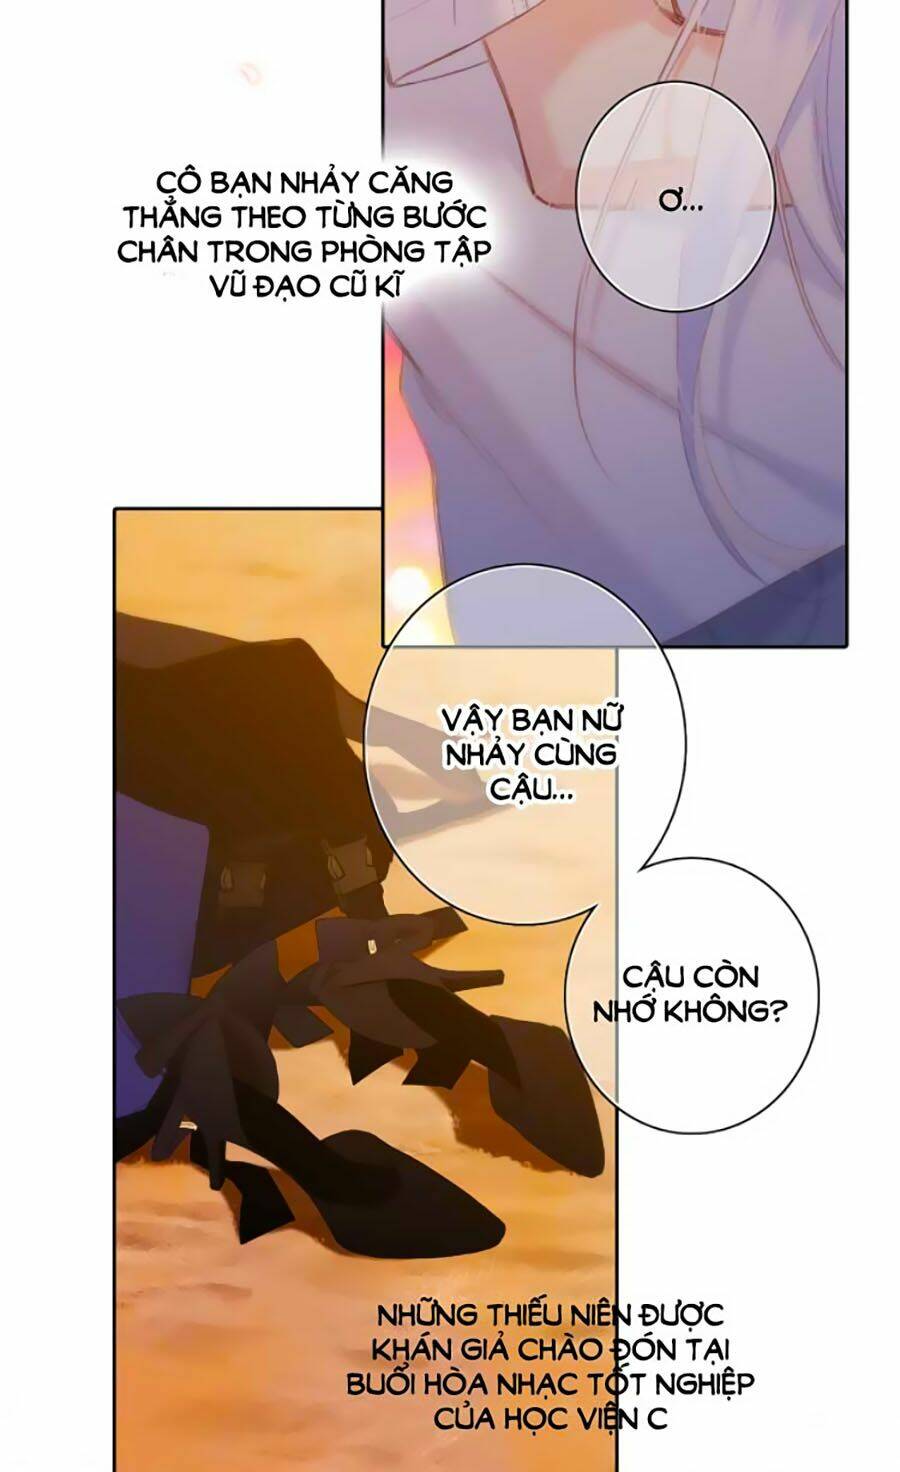 CÔ BẠN NHẢY CĂNG
THẲNG THEO TỪNG BƯỚC
CHÂN TRONG PHÒNG TẬP
VŨ ĐẠO CŨ KĨ
Ơ...
VẬY BẠN NỮ
NHẢY CÙNG
CẬU...
CẬU CÒN
NHỚ KHÔNG?
NHỮNG THIẾU NIÊN ĐƯỢC
KHÁN GIẢ CHÀO ĐÓN TẠI
BUỔI HÒA NHẠC TỐT NGHIỆP
CỦA HỌC VIỆN C